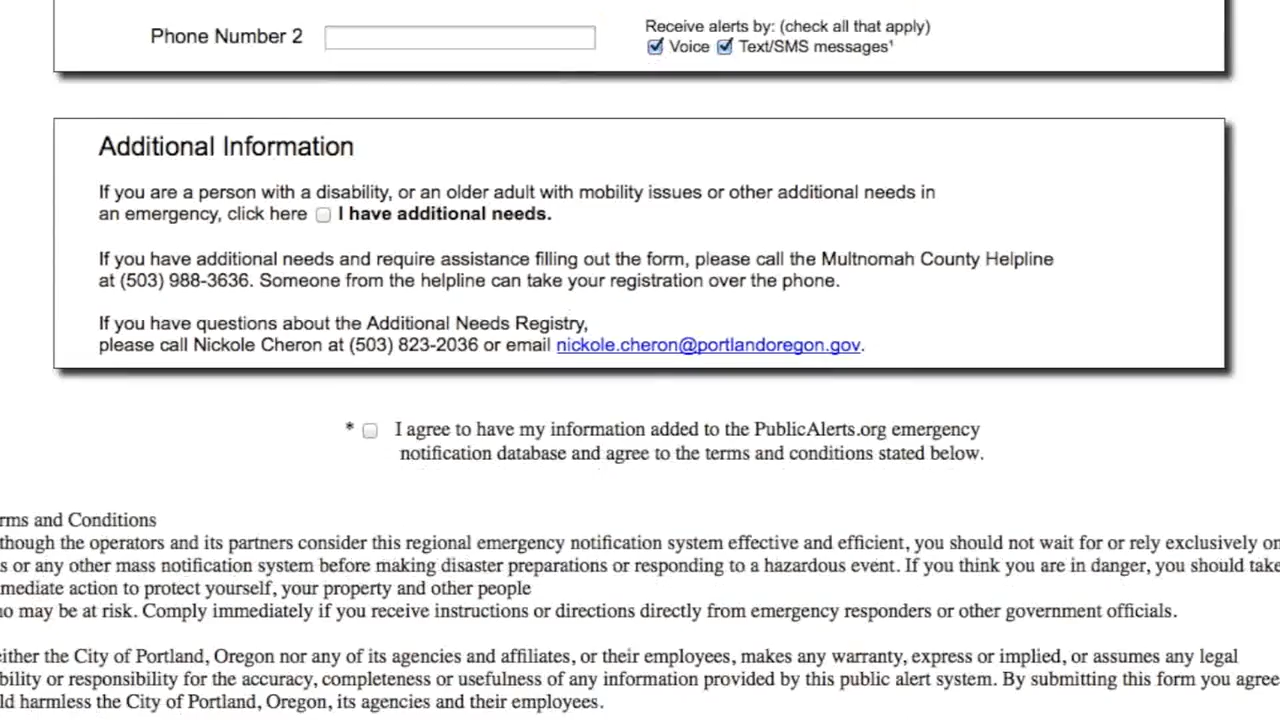 Phone Number 2
Receive alerts by: (check all that apply)
Voice Text/SMS messages¹
Additional Information
If you are a person with a disability, or an older adult with mobility issues or other additional needs in
an emergency, click here I have additional needs.
If you have additional needs and require assistance filling out the form, please call the Multnomah County Helpline
at (503) 988-3636. Someone from the helpline can take your registration over the phone.
If you have questions about the Additional Needs Registry,
please call Nickole Cheron at (503) 823-2036 or email nickole.cheron@portlandoregon.gov.
* I agree to have my information added to the PublicAlerts.org emergency
notification database and agree to the terms and conditions stated below.
rms and Conditions
though the operators and its partners consider this regional emergency notification system effective and efficient, you should not wait for or rely exclusively on
s or any other mass notification system before making disaster preparations or responding to a hazardous event. If you think you are in danger, you should take
mediate action to protect yourself, your property and other people
ho may be at risk. Comply immediately if you receive instructions or directions directly from emergency responders or other government officials.
either the City of Portland, Oregon nor any of its agencies and affiliates, or their employees, makes any warranty, express or implied, or assumes any legal
bility or responsibility for the accuracy, completeness or usefulness of any information provided by this public alert system. By submitting this form you agree
ld harmless the City of Portland, Oregon, its agencies and their employees.